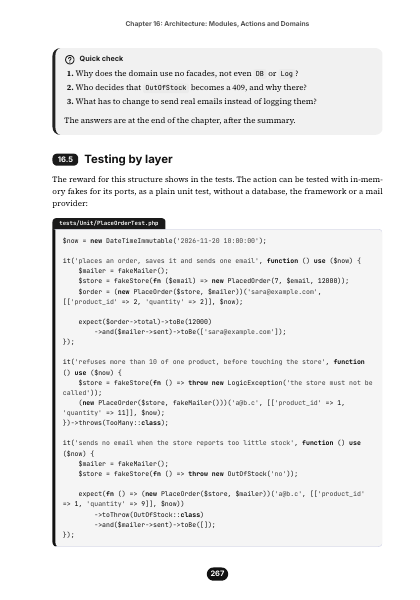 Chapter 16: Architecture: Modules, Actions and Domains
Quick check
1. Why does the domain use no facades, not even DB or Log?
2. Who decides that OutOfStock becomes a 409, and why there?
3. What has to change to send real emails instead of logging them?
The answers are at the end of the chapter, after the summary.
16.5 Testing by layer
The reward for this structure shows in the tests. The action can be tested with in-mem-
ory fakes for its ports, as a plain unit test, without a database, the framework or a mail
provider:
tests/Unit/PlaceOrderTest.php
$now = new DateTimeImmutable('2026-11-20 10:00:00');
it('places an order, saves it and sends one email', function () use ($now) {
    $mailer = fakeMailer();
    $store = fakeStore(fn ($email) => new PlacedOrder(7, $email, 12000));
    $order = (new PlaceOrder($store, $mailer))('sara@example.com',
[['product_id' => 2, 'quantity' => 2]], $now);
    expect($order->total)->toBe(12000)
        ->and($mailer->sent)->toBe(['sara@example.com']);
});
it('refuses more than 10 of one product, before touching the store', function
() use ($now) {
    $store = fakeStore(fn () => throw new LogicException('the store must not be
called'));
    (new PlaceOrder($store, fakeMailer()))('a@b.c', [['product_id' => 1,
'quantity' => 11]], $now);
})->throws(TooMany::class);
it('sends no email when the store reports too little stock', function () use
($now) {
    $mailer = fakeMailer();
    $store = fakeStore(fn () => throw new OutOfStock('no'));
    expect(fn () => (new PlaceOrder($store, $mailer))('a@b.c', [['product_id'
=> 1, 'quantity' => 9]], $now))
        ->toThrow(OutOfStock::class)
        ->and($mailer->sent)->toBe([]);
});
267